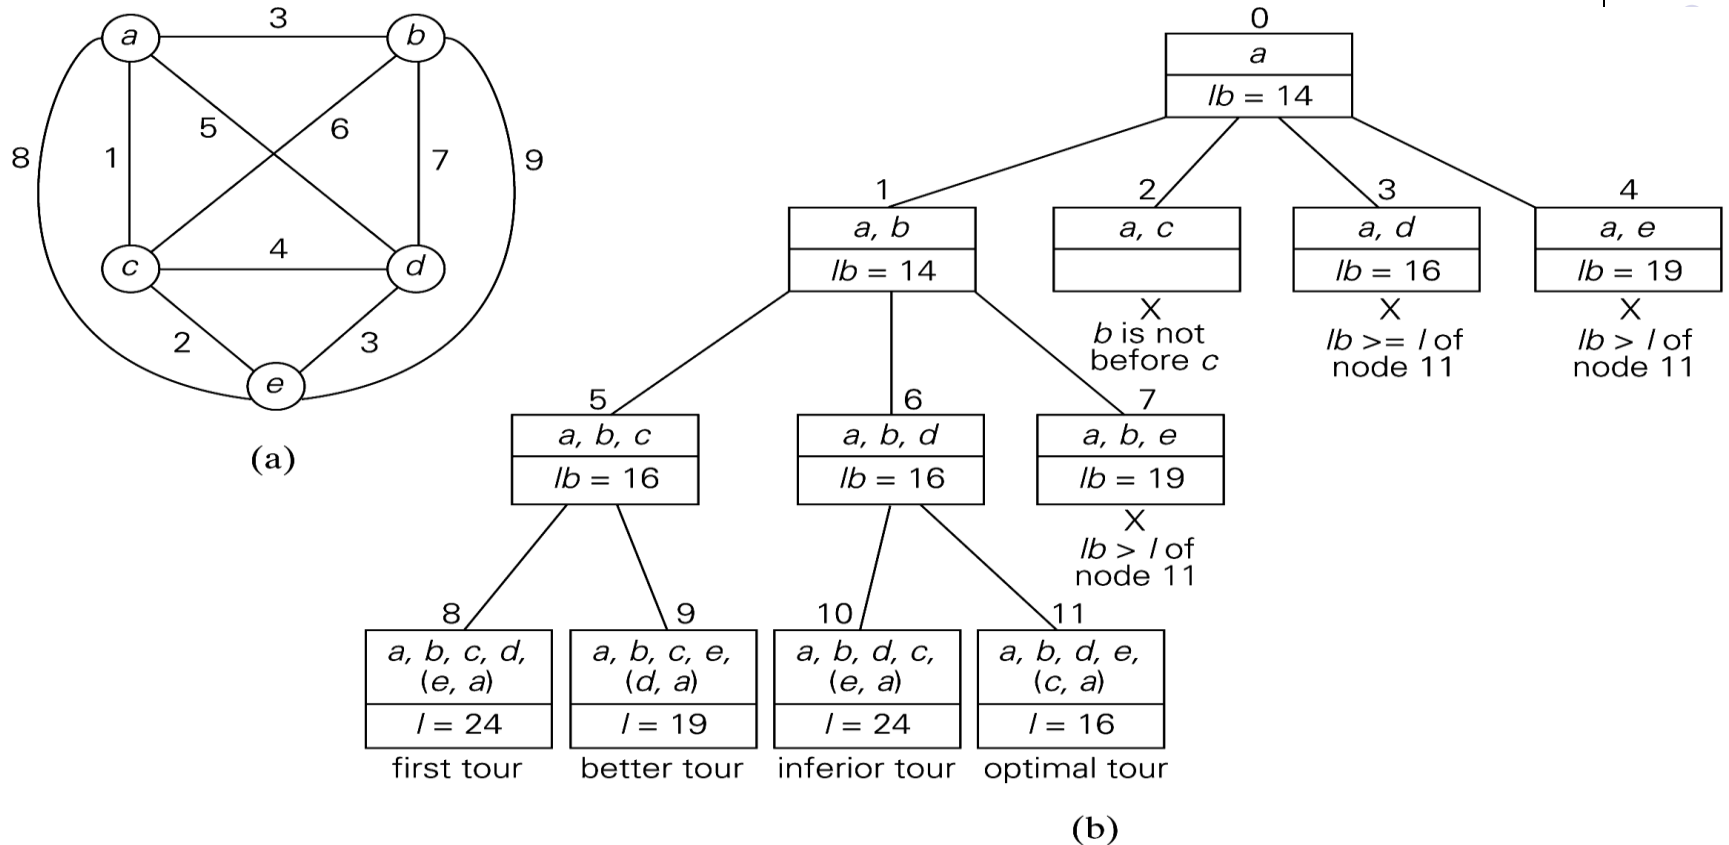 3
a
b
8
5
6
1
7
9
c
4
d
2
3
e
(a)
0
a
lb = 14
1
a, b
lb = 14
2
a, c
X
b is not
before c
3
a, d
lb = 16
X
lb >= l of
node 11
4
a, e
lb = 19
X
lb > l of
node 11
5
a, b, c
lb = 16
6
a, b, d
lb = 16
7
a, b, e
lb = 19
X
lb > l of
node 11
8
a, b, c, d,
(e, a)
l = 24
first tour
9
a, b, c, e,
(d, a)
l = 19
better tour
10
a, b, d, c,
(e, a)
l = 24
inferior tour
11
a, b, d, e,
(c, a)
l = 16
optimal tour
(b)